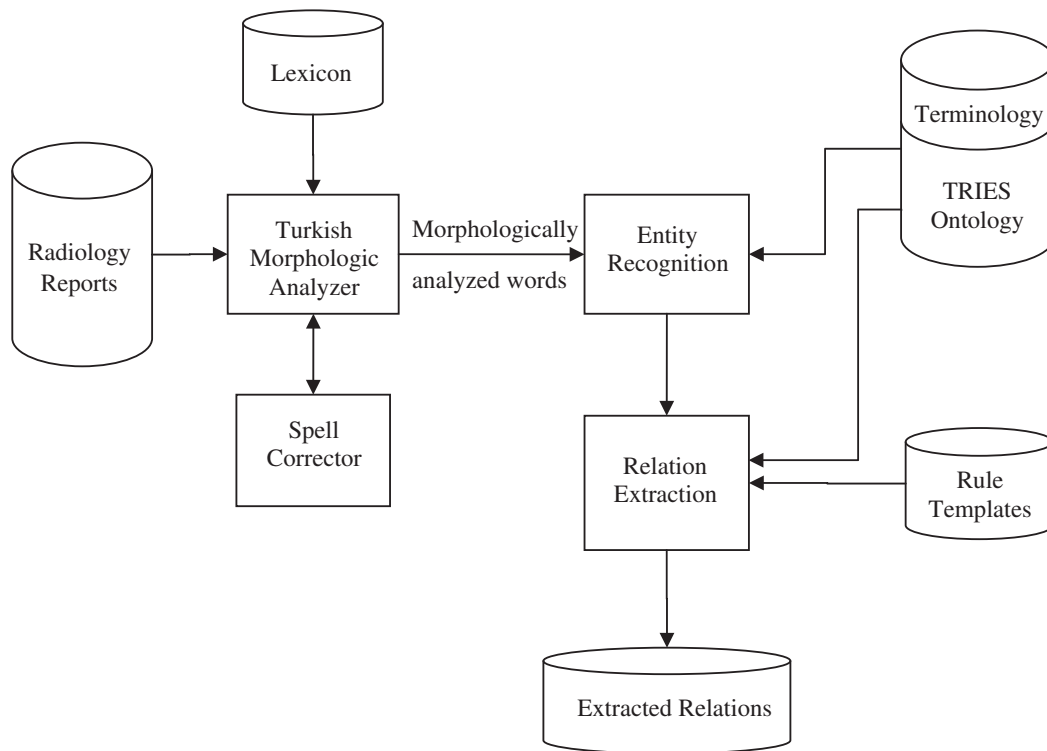 Lexicon
Terminology
TRIES
Ontology
Radiology
Reports
Turkish
Morphologic
Analyzer
Morphologically
analyzed words
Entity
Recognition
Spell
Corrector
Relation
Extraction
Rule
Templates
Extracted Relations